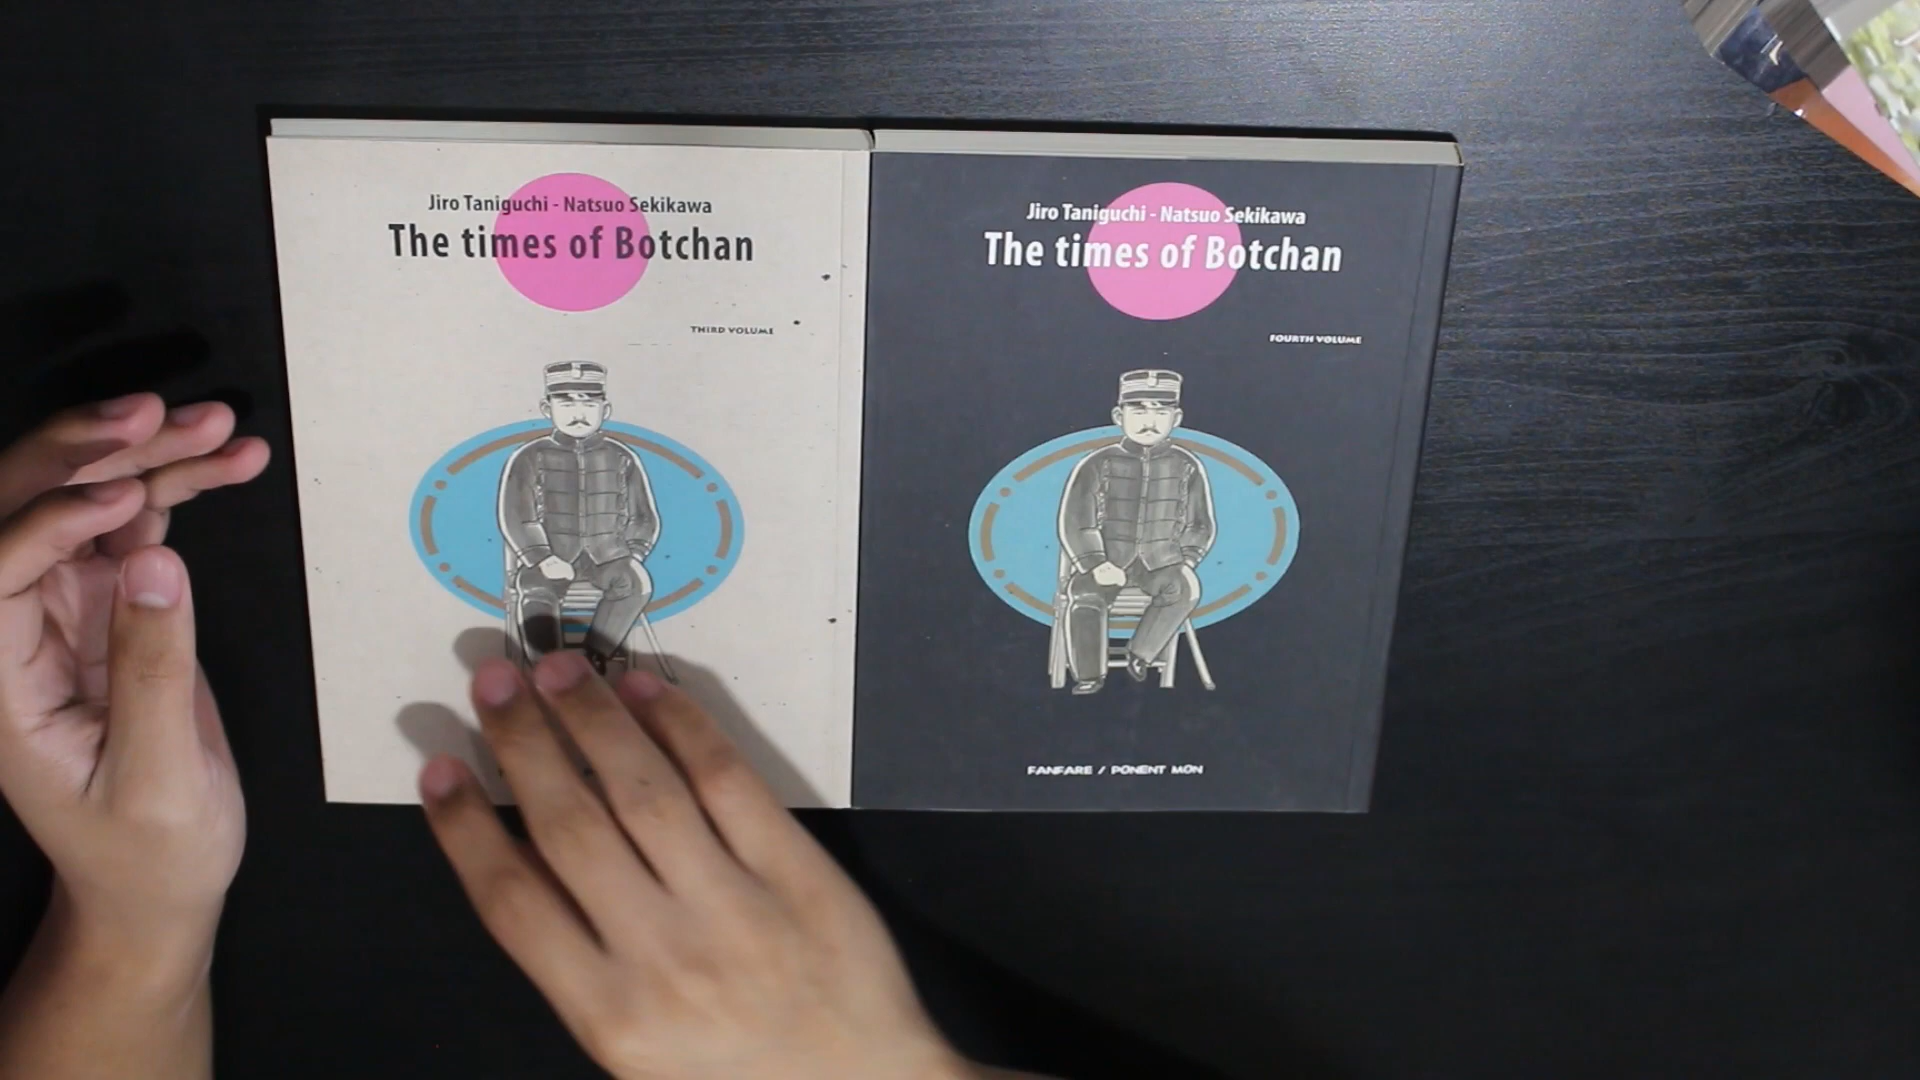 Jiro Taniguchi - Natsuo Sekikawa
The times of Botchan
THIRD VOLUME
Jiro Taniguchi - Natsuo Sekikawa
The times of Botchan
FOURTH VOLUME
FANFARE / PONENT MON